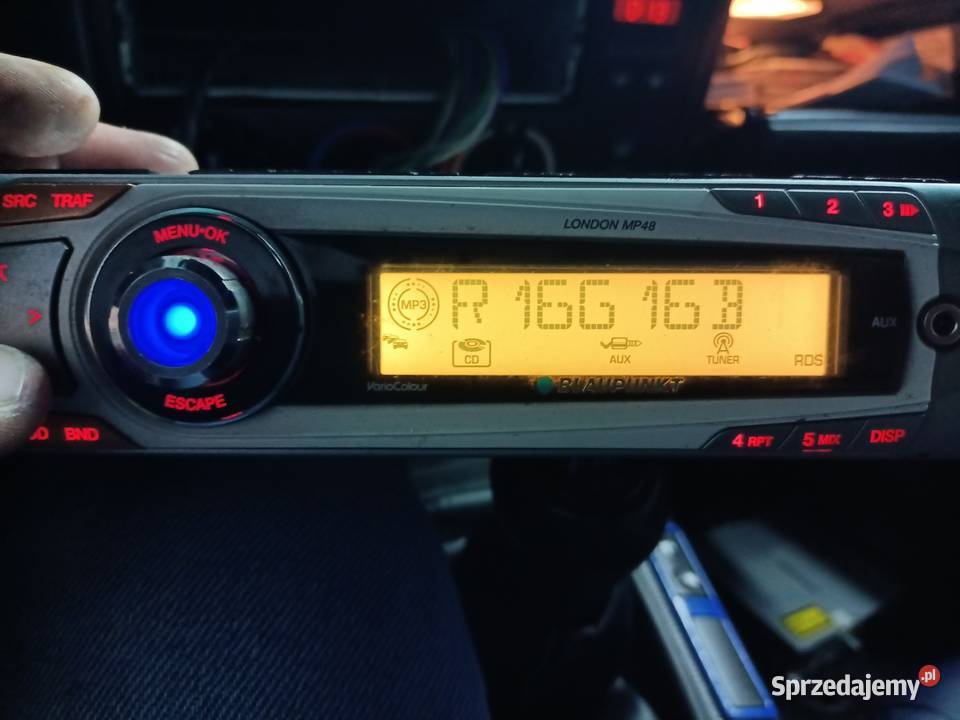 SRC TRAF
MENU•OK
LONDON MP48
1 2 3
MP3
R 16G 16B
CD
AUX
TUNER
RDS
AUX
VarioColour
BLAUPUNKT
ESCAPE
BND
4 RPT 5 MIX DISP
Sprzedajemy.pl